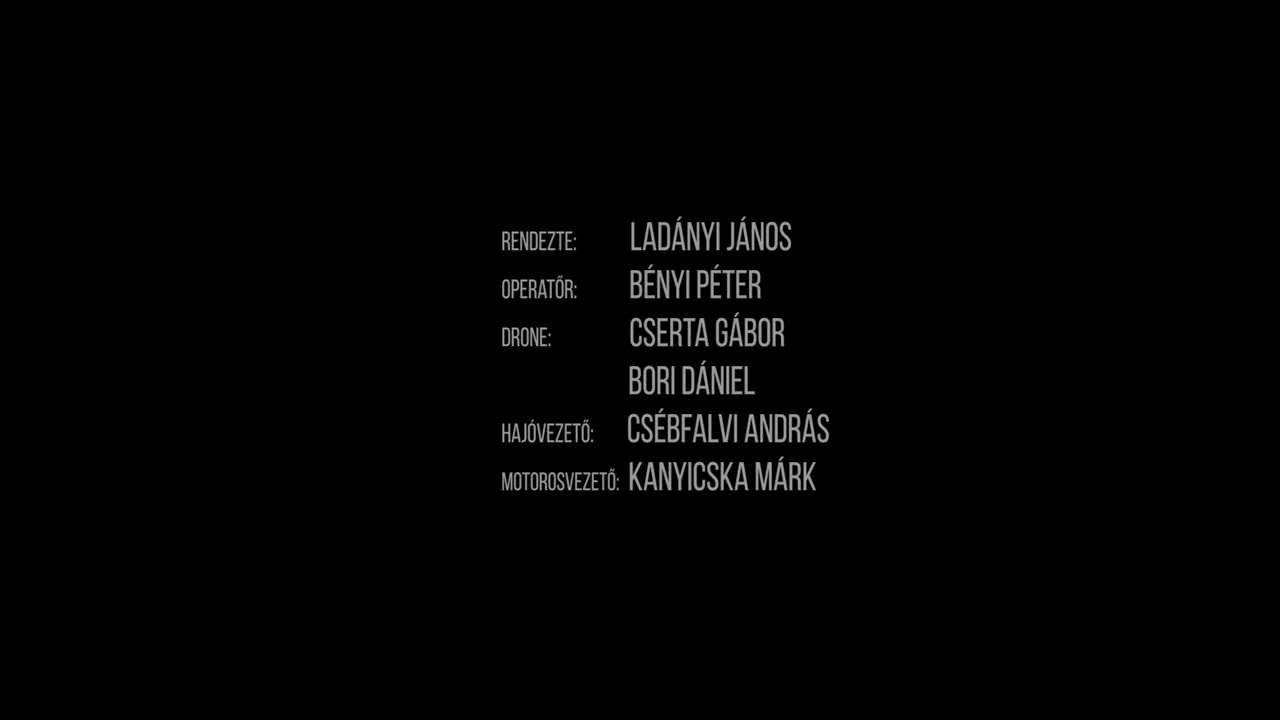 RENDEZTE: LADÁNYI JÁNOS
OPERATŐR: BÉNYI PÉTER
DRONE: CSERTA GÁBOR
BORI DÁNIEL
HAJÓVEZETŐ: CSÉBFALVI ANDRÁS
MOTOROSVEZETŐ: KANYICSKA MÁRK